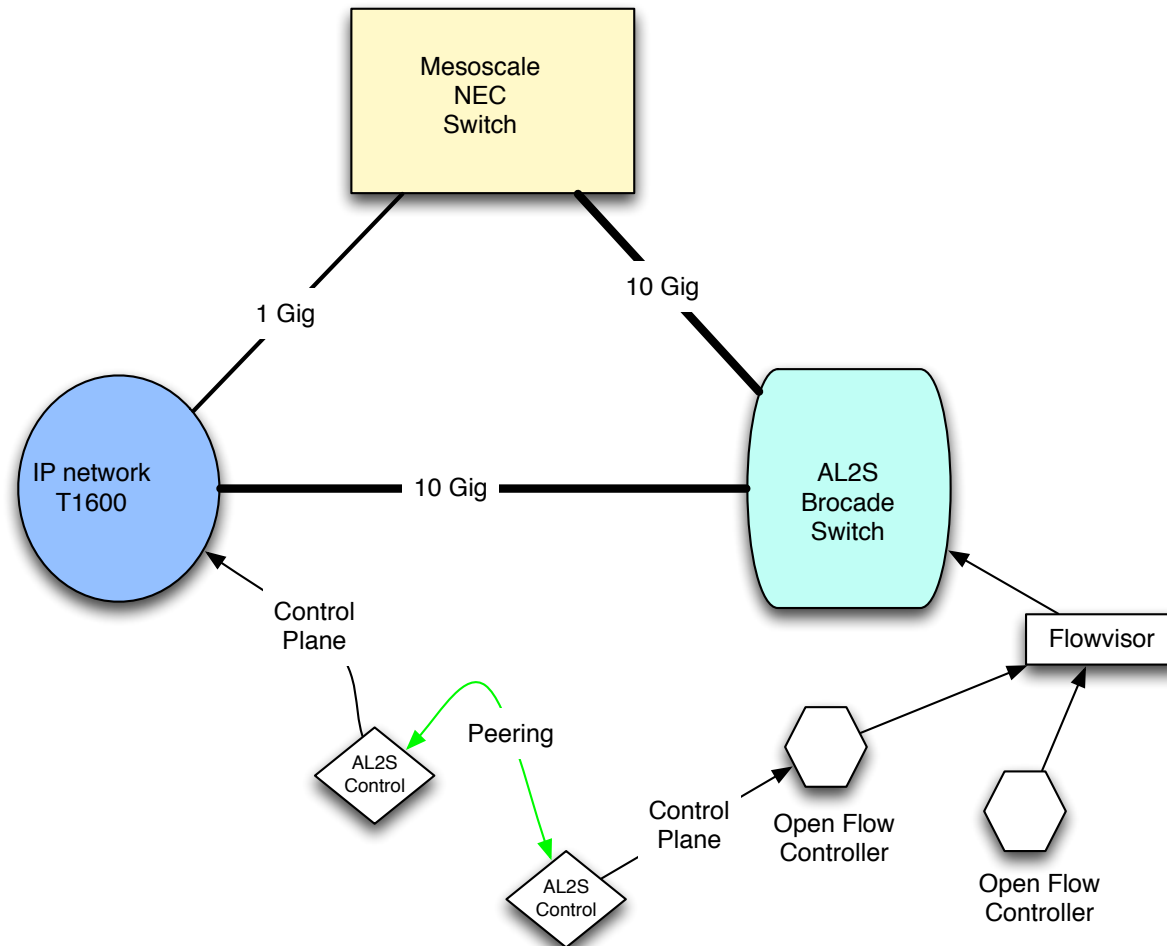 Mesoscale
NEC
Switch
10 Gig
1 Gig
IP network
T1600
10 Gig
AL2S
Brocade
Switch
Control
Plane
Flowvisor
Peering
AL2S
Control
Control
Plane
Open Flow
Controller
AL2S
Control
Open Flow
Controller